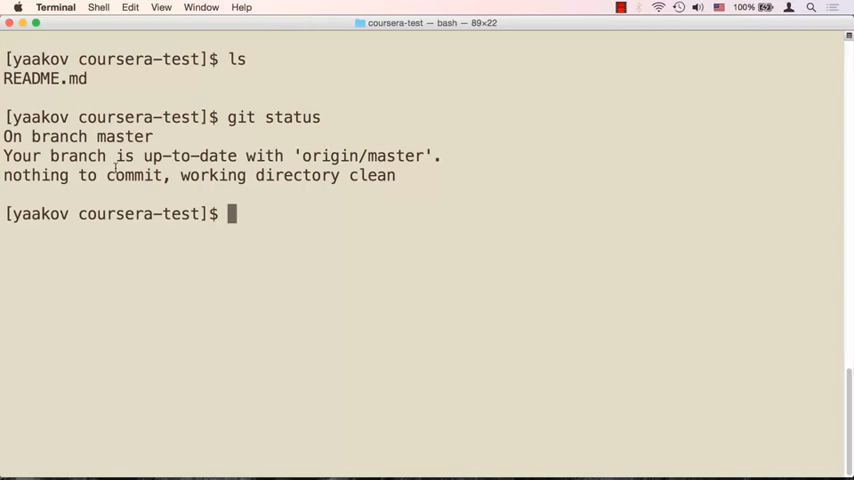 Terminal Shell Edit View Window Help 100%
coursera-test — bash — 89×22
[yaakov coursera-test]$ ls
README.md
[yaakov coursera-test]$ git status
On branch master
Your branch is up-to-date with 'origin/master'.
nothing to commit, working directory clean
[yaakov coursera-test]$